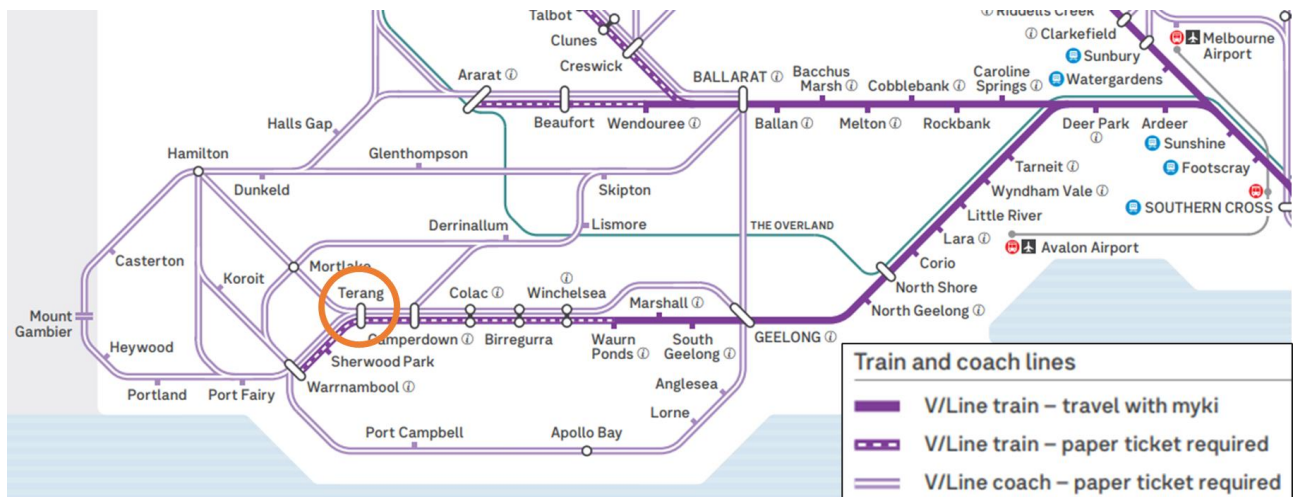 Riddells Creek
Talbot
Clarkefield
Melbourne
Airport
Clunes
Sunbury
Creswick
Watergardens
Ararat
BALLARAT
Bacchus
Marsh
Cobblebank
Caroline
Springs
Beaufort
Wendouree
Ballan
Melton
Rockbank
Deer Park
Ardeer
Halls Gap
Sunshine
Hamilton
Glenthompson
Tarneit
Footscray
Dunkeld
Skipton
Wyndham Vale
SOUTHERN CROSS
Little River
Derrinallum
Lismore
THE OVERLAND
Lara
Avalon Airport
Casterton
Koroit
Mortlake
Corio
Terang
Colac
Winchelsea
North Shore
Marshall
North Geelong
Mount
Gambier
Camperdown
Birregurra
Waurn
Ponds
South
Geelong
GEELONG
Heywood
Sherwood Park
Portland
Port Fairy
Warrnambool
Anglesea
Lorne
Port Campbell
Apollo Bay
Train and coach lines
V/Line train – travel with myki
V/Line train – paper ticket required
V/Line coach – paper ticket required